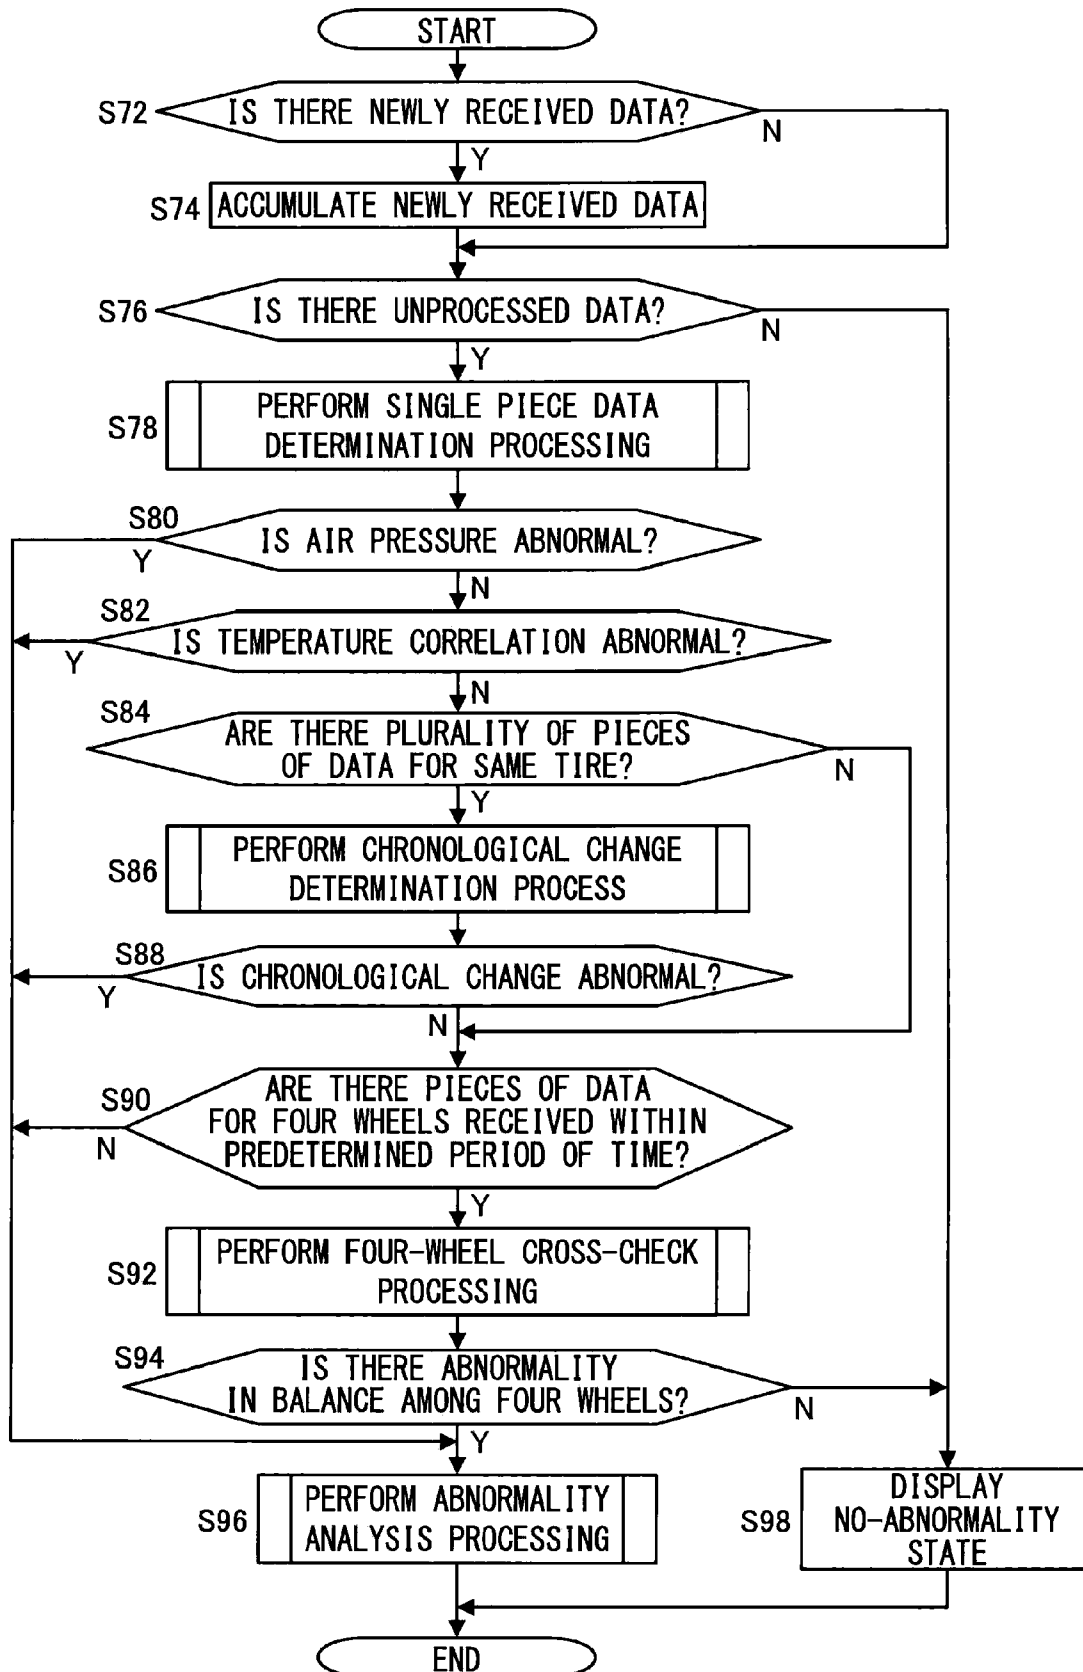 START
S72
IS THERE NEWLY RECEIVED DATA?
N
Y
S74
ACCUMULATE NEWLY RECEIVED DATA
S76
IS THERE UNPROCESSED DATA?
N
Y
S78
PERFORM SINGLE PIECE DATA
DETERMINATION PROCESSING
S80
IS AIR PRESSURE ABNORMAL?
Y
N
S82
IS TEMPERATURE CORRELATION ABNORMAL?
Y
N
S84
ARE THERE PLURALITY OF PIECES
OF DATA FOR SAME TIRE?
N
Y
S86
PERFORM CHRONOLOGICAL CHANGE
DETERMINATION PROCESS
S88
IS CHRONOLOGICAL CHANGE ABNORMAL?
Y
N
S90
ARE THERE PIECES OF DATA
FOR FOUR WHEELS RECEIVED WITHIN
PREDETERMINED PERIOD OF TIME?
N
Y
S92
PERFORM FOUR-WHEEL CROSS-CHECK
PROCESSING
S94
IS THERE ABNORMALITY
IN BALANCE AMONG FOUR WHEELS?
N
Y
S96
PERFORM ABNORMALITY
ANALYSIS PROCESSING
S98
DISPLAY
NO-ABNORMALITY
STATE
END